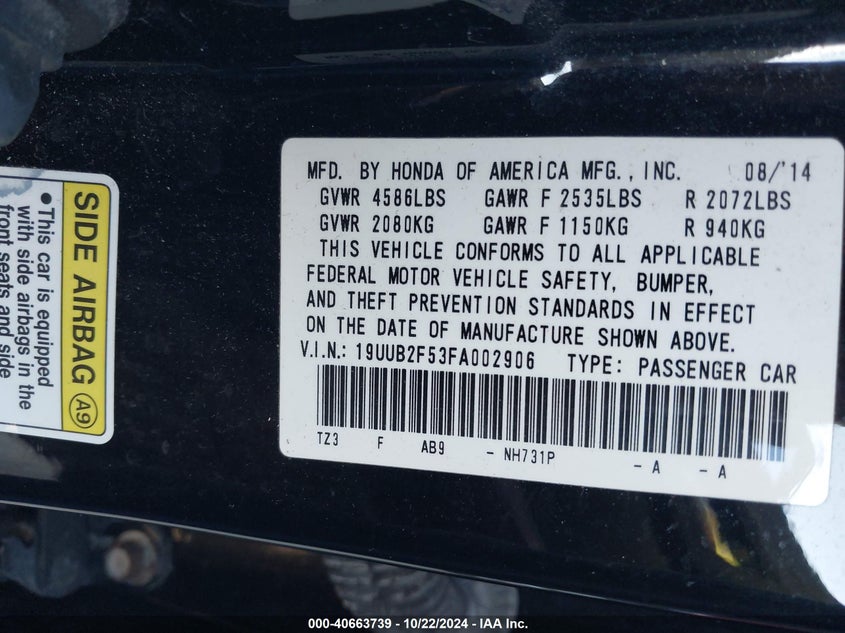 MFD. BY HONDA OF AMERICA MFG., INC. 08/'14
GVWR 4586LBS GAWR F 2535LBS R 2072LBS
GVWR 2080KG GAWR F 1150KG R 940KG
THIS VEHICLE CONFORMS TO ALL APPLICABLE
FEDERAL MOTOR VEHICLE SAFETY, BUMPER,
AND THEFT PREVENTION STANDARDS IN EFFECT
ON THE DATE OF MANUFACTURE SHOWN ABOVE.
V.I.N.: 19UUB2F53FA002906 TYPE: PASSENGER CAR
TZ3 F AB9 - NH731P - A - A
SIDE AIRBAG A9
•This car is equipped
with side airbags in the
front seats and side
000-40663739 - 10/22/2024 - IAA Inc.